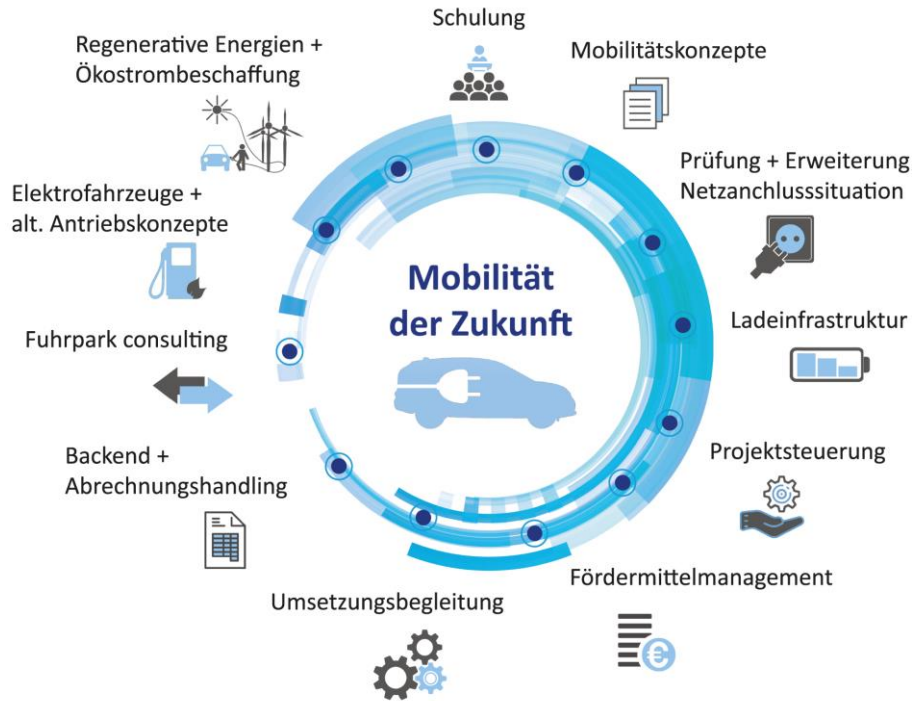 Schulung
Mobilitätskonzepte
Prüfung + Erweiterung
Netzanchlusssituation
Ladeinfrastruktur
Projektsteuerung
Fördermittelmanagement
Umsetzungsbegleitung
Backend +
Abrechnungshandling
Fuhrpark consulting
Elektrofahrzeuge +
alt. Antriebskonzepte
Regenerative Energien +
Ökostrombeschaffung
Mobilität
der Zukunft